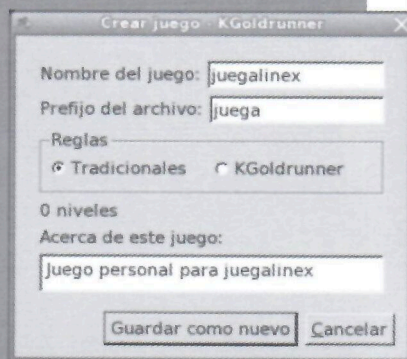 Crear juego - KGoldrunner
Nombre del juego: juegalinex
Prefijo del archivo: juega
Reglas
Tradicionales KGoldrunner
0 niveles
Acerca de este juego:
Juego personal para juegalinex
Guardar como nuevo Cancelar